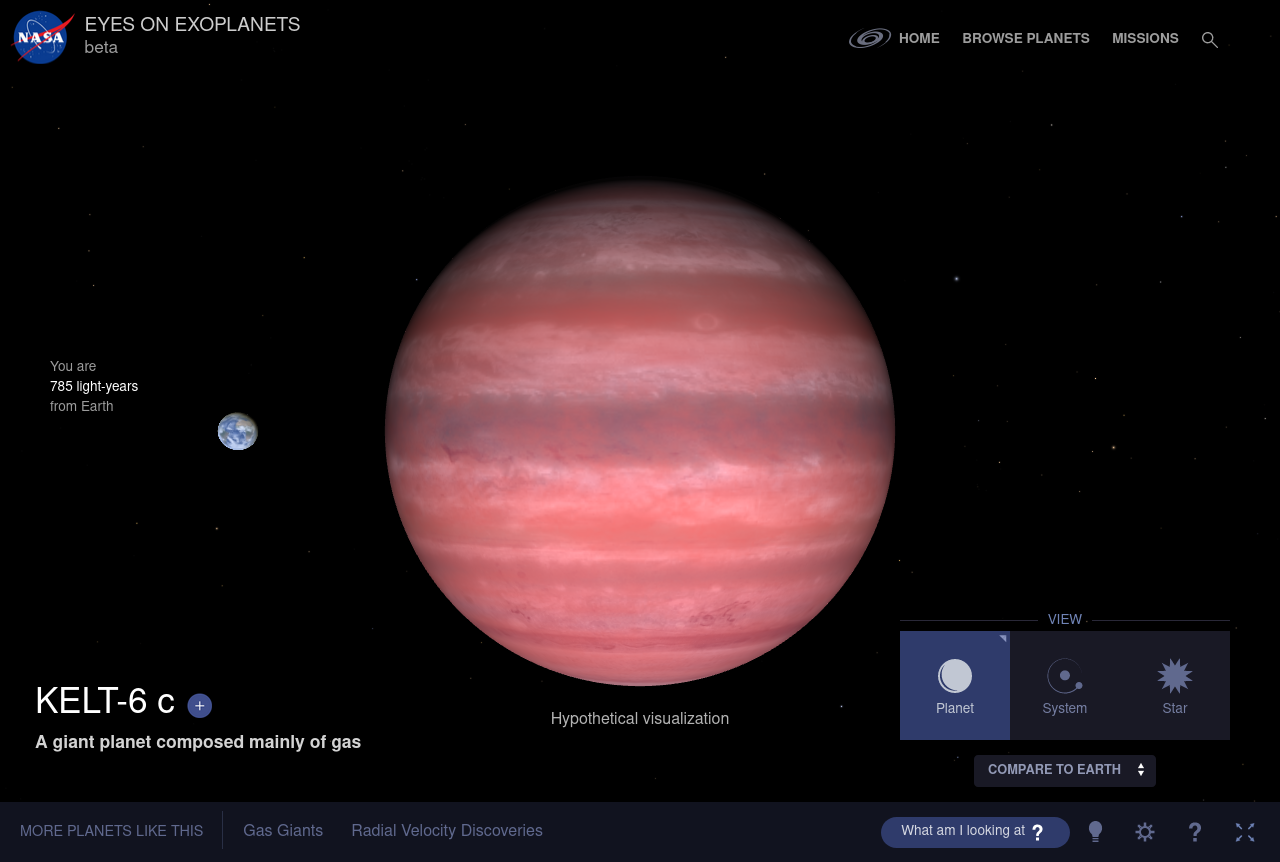 NASA
EYES ON EXOPLANETS
beta
HOME
BROWSE PLANETS
MISSIONS
You are
785 light-years
from Earth
KELT-6 c +
A giant planet composed mainly of gas
Hypothetical visualization
VIEW
Planet
System
Star
COMPARE TO EARTH
MORE PLANETS LIKE THIS
Gas Giants
Radial Velocity Discoveries
What am I looking at ?
?